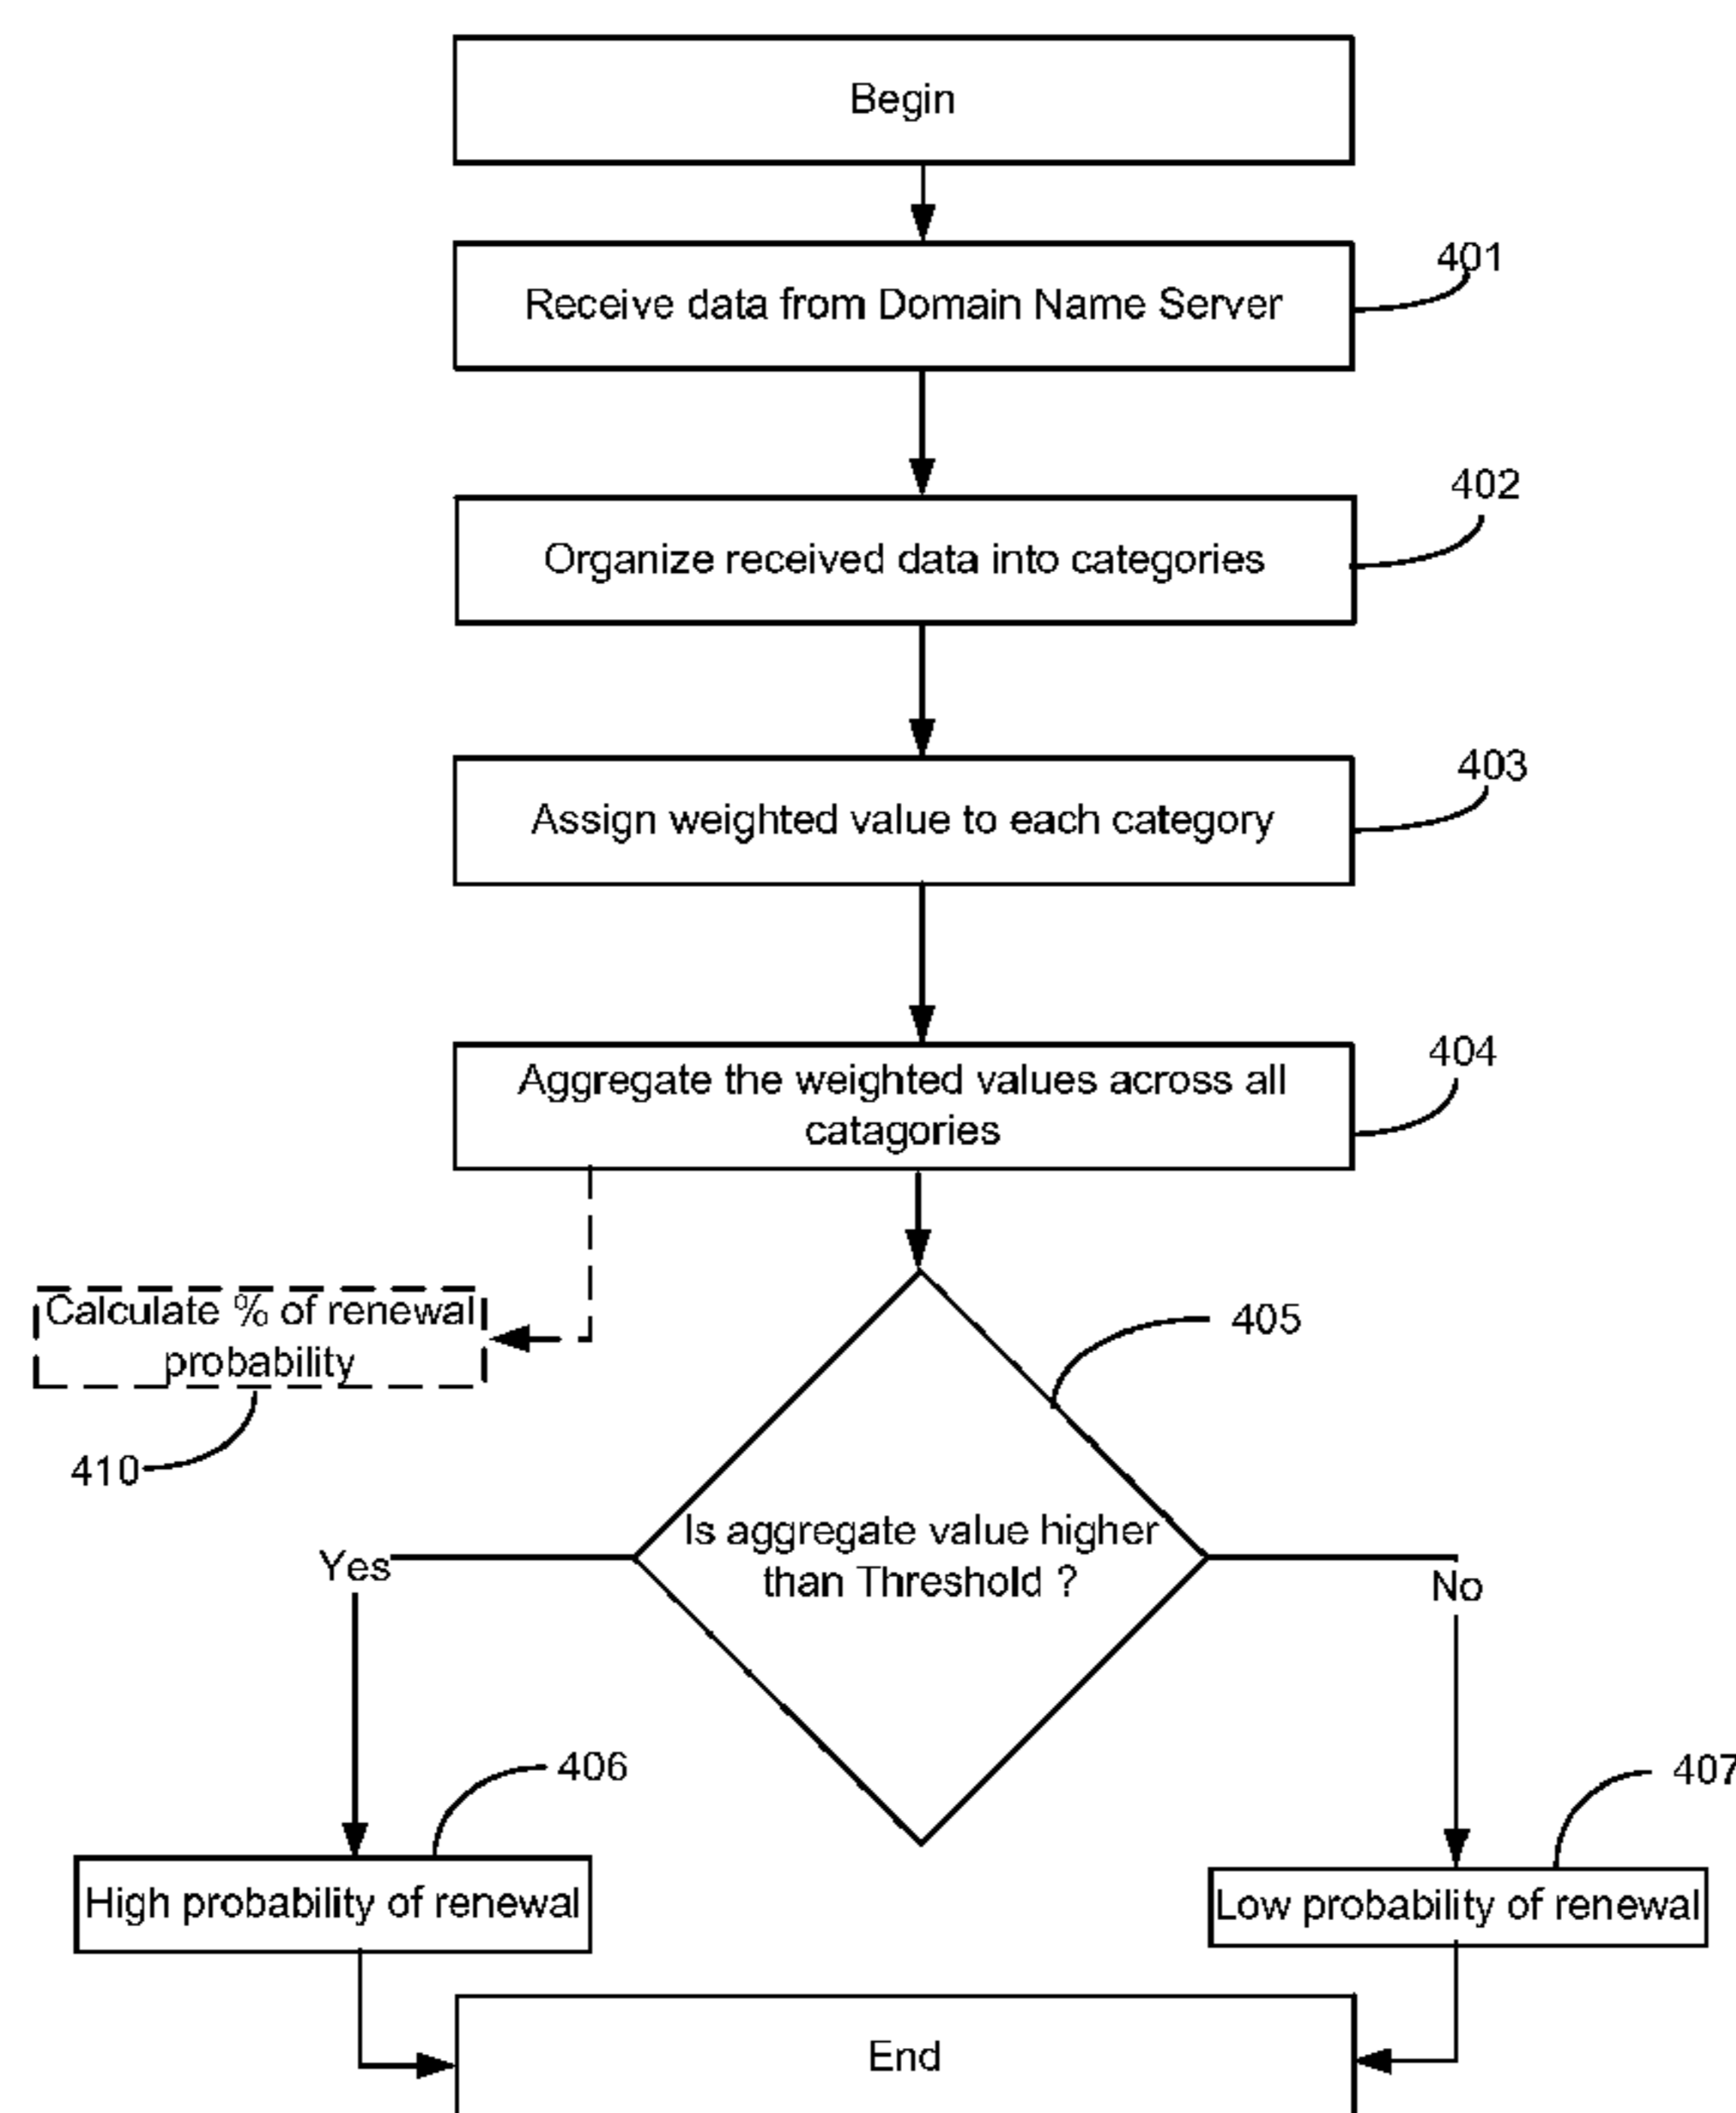 Begin
401
Receive data from Domain Name Server
402
Organize received data into categories
403
Assign weighted value to each category
404
Aggregate the weighted values across all
catagories
Calculate % of renewal
probability
410
405
Is aggregate value higher
than Threshold ?
Yes
No
406
407
High probability of renewal
Low probability of renewal
End